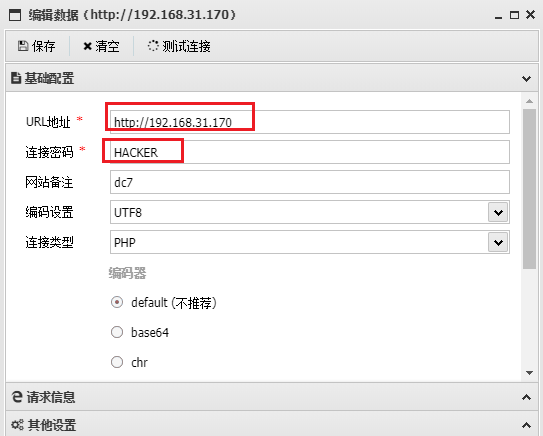 编辑数据 (http://192.168.31.170)
保存 清空 测试连接
基础配置
URL地址 * http://192.168.31.170
连接密码 * HACKER
网站备注 dc7
编码设置 UTF8
连接类型 PHP
编码器
default (不推荐)
base64
chr
请求信息
其他设置